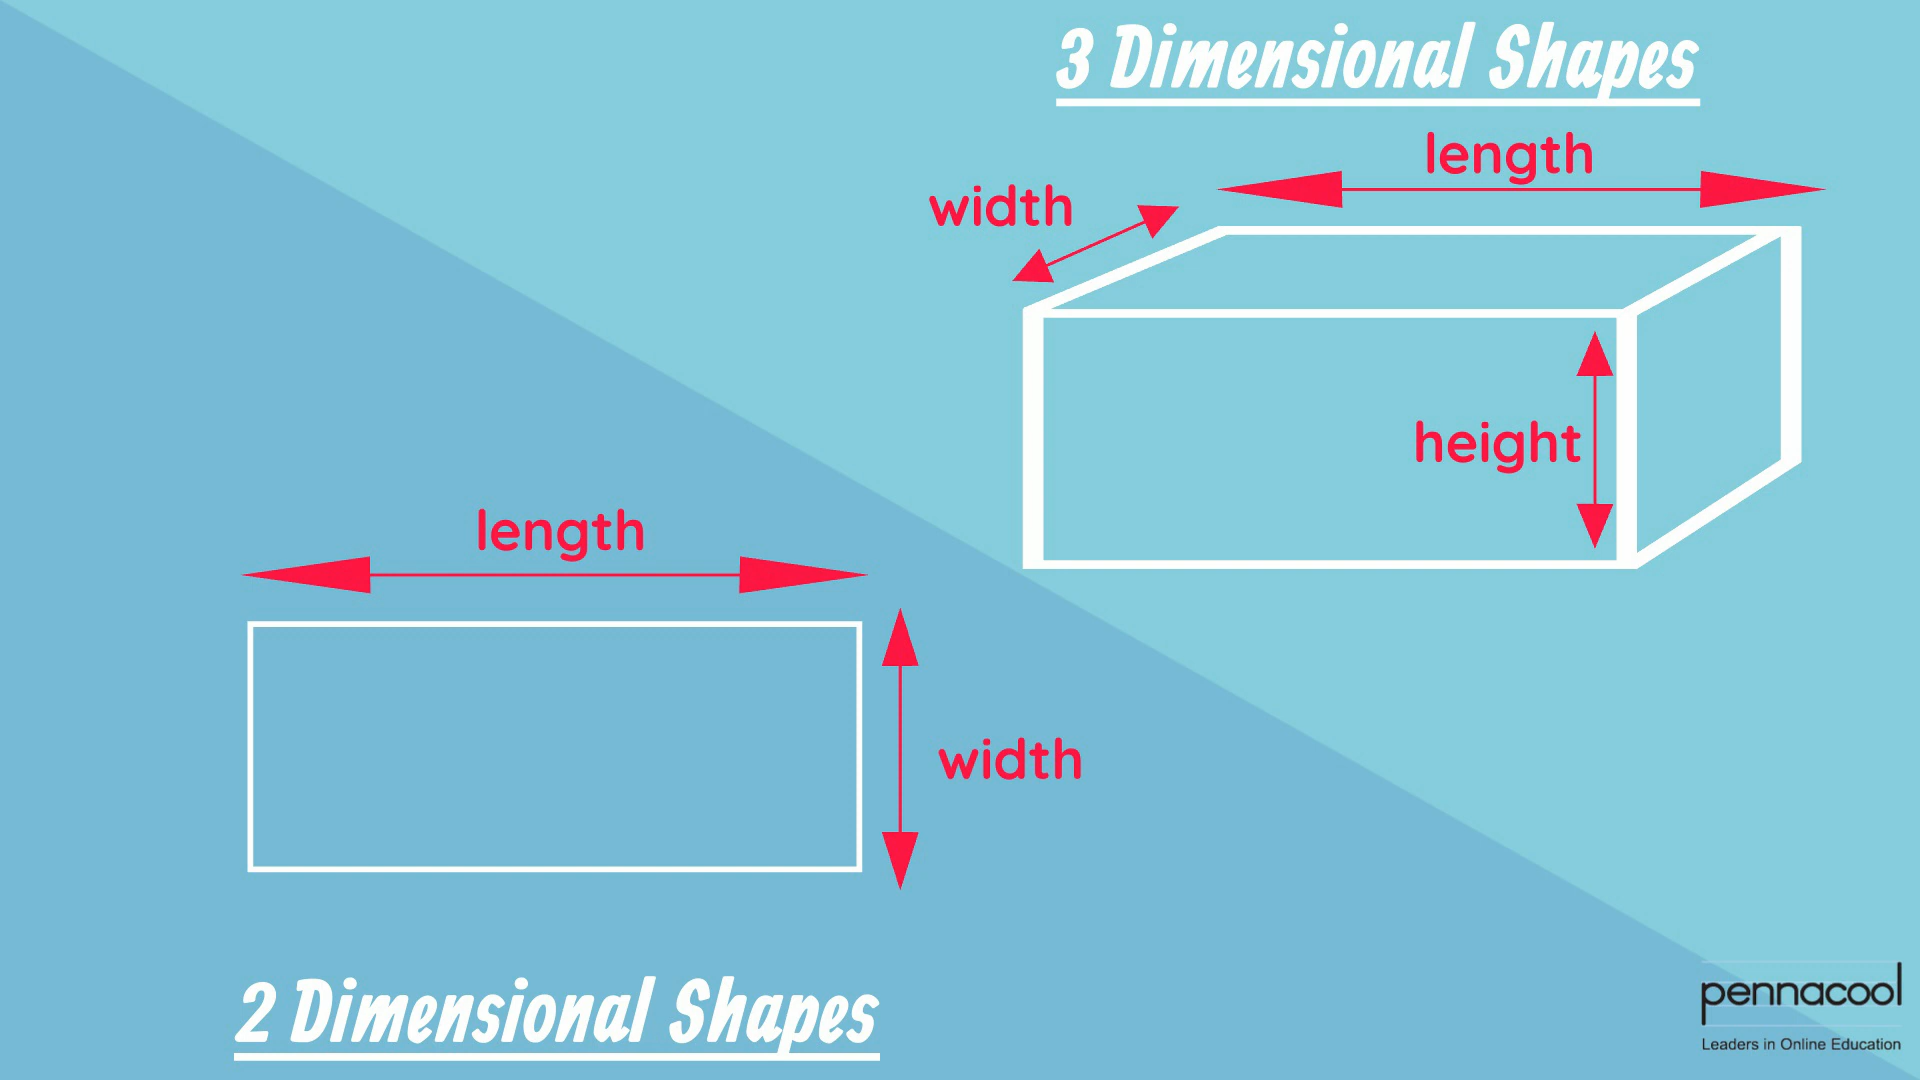 3 Dimensional Shapes
length
width
height
length
width
2 Dimensional Shapes
pennacool
Leaders in Online Education